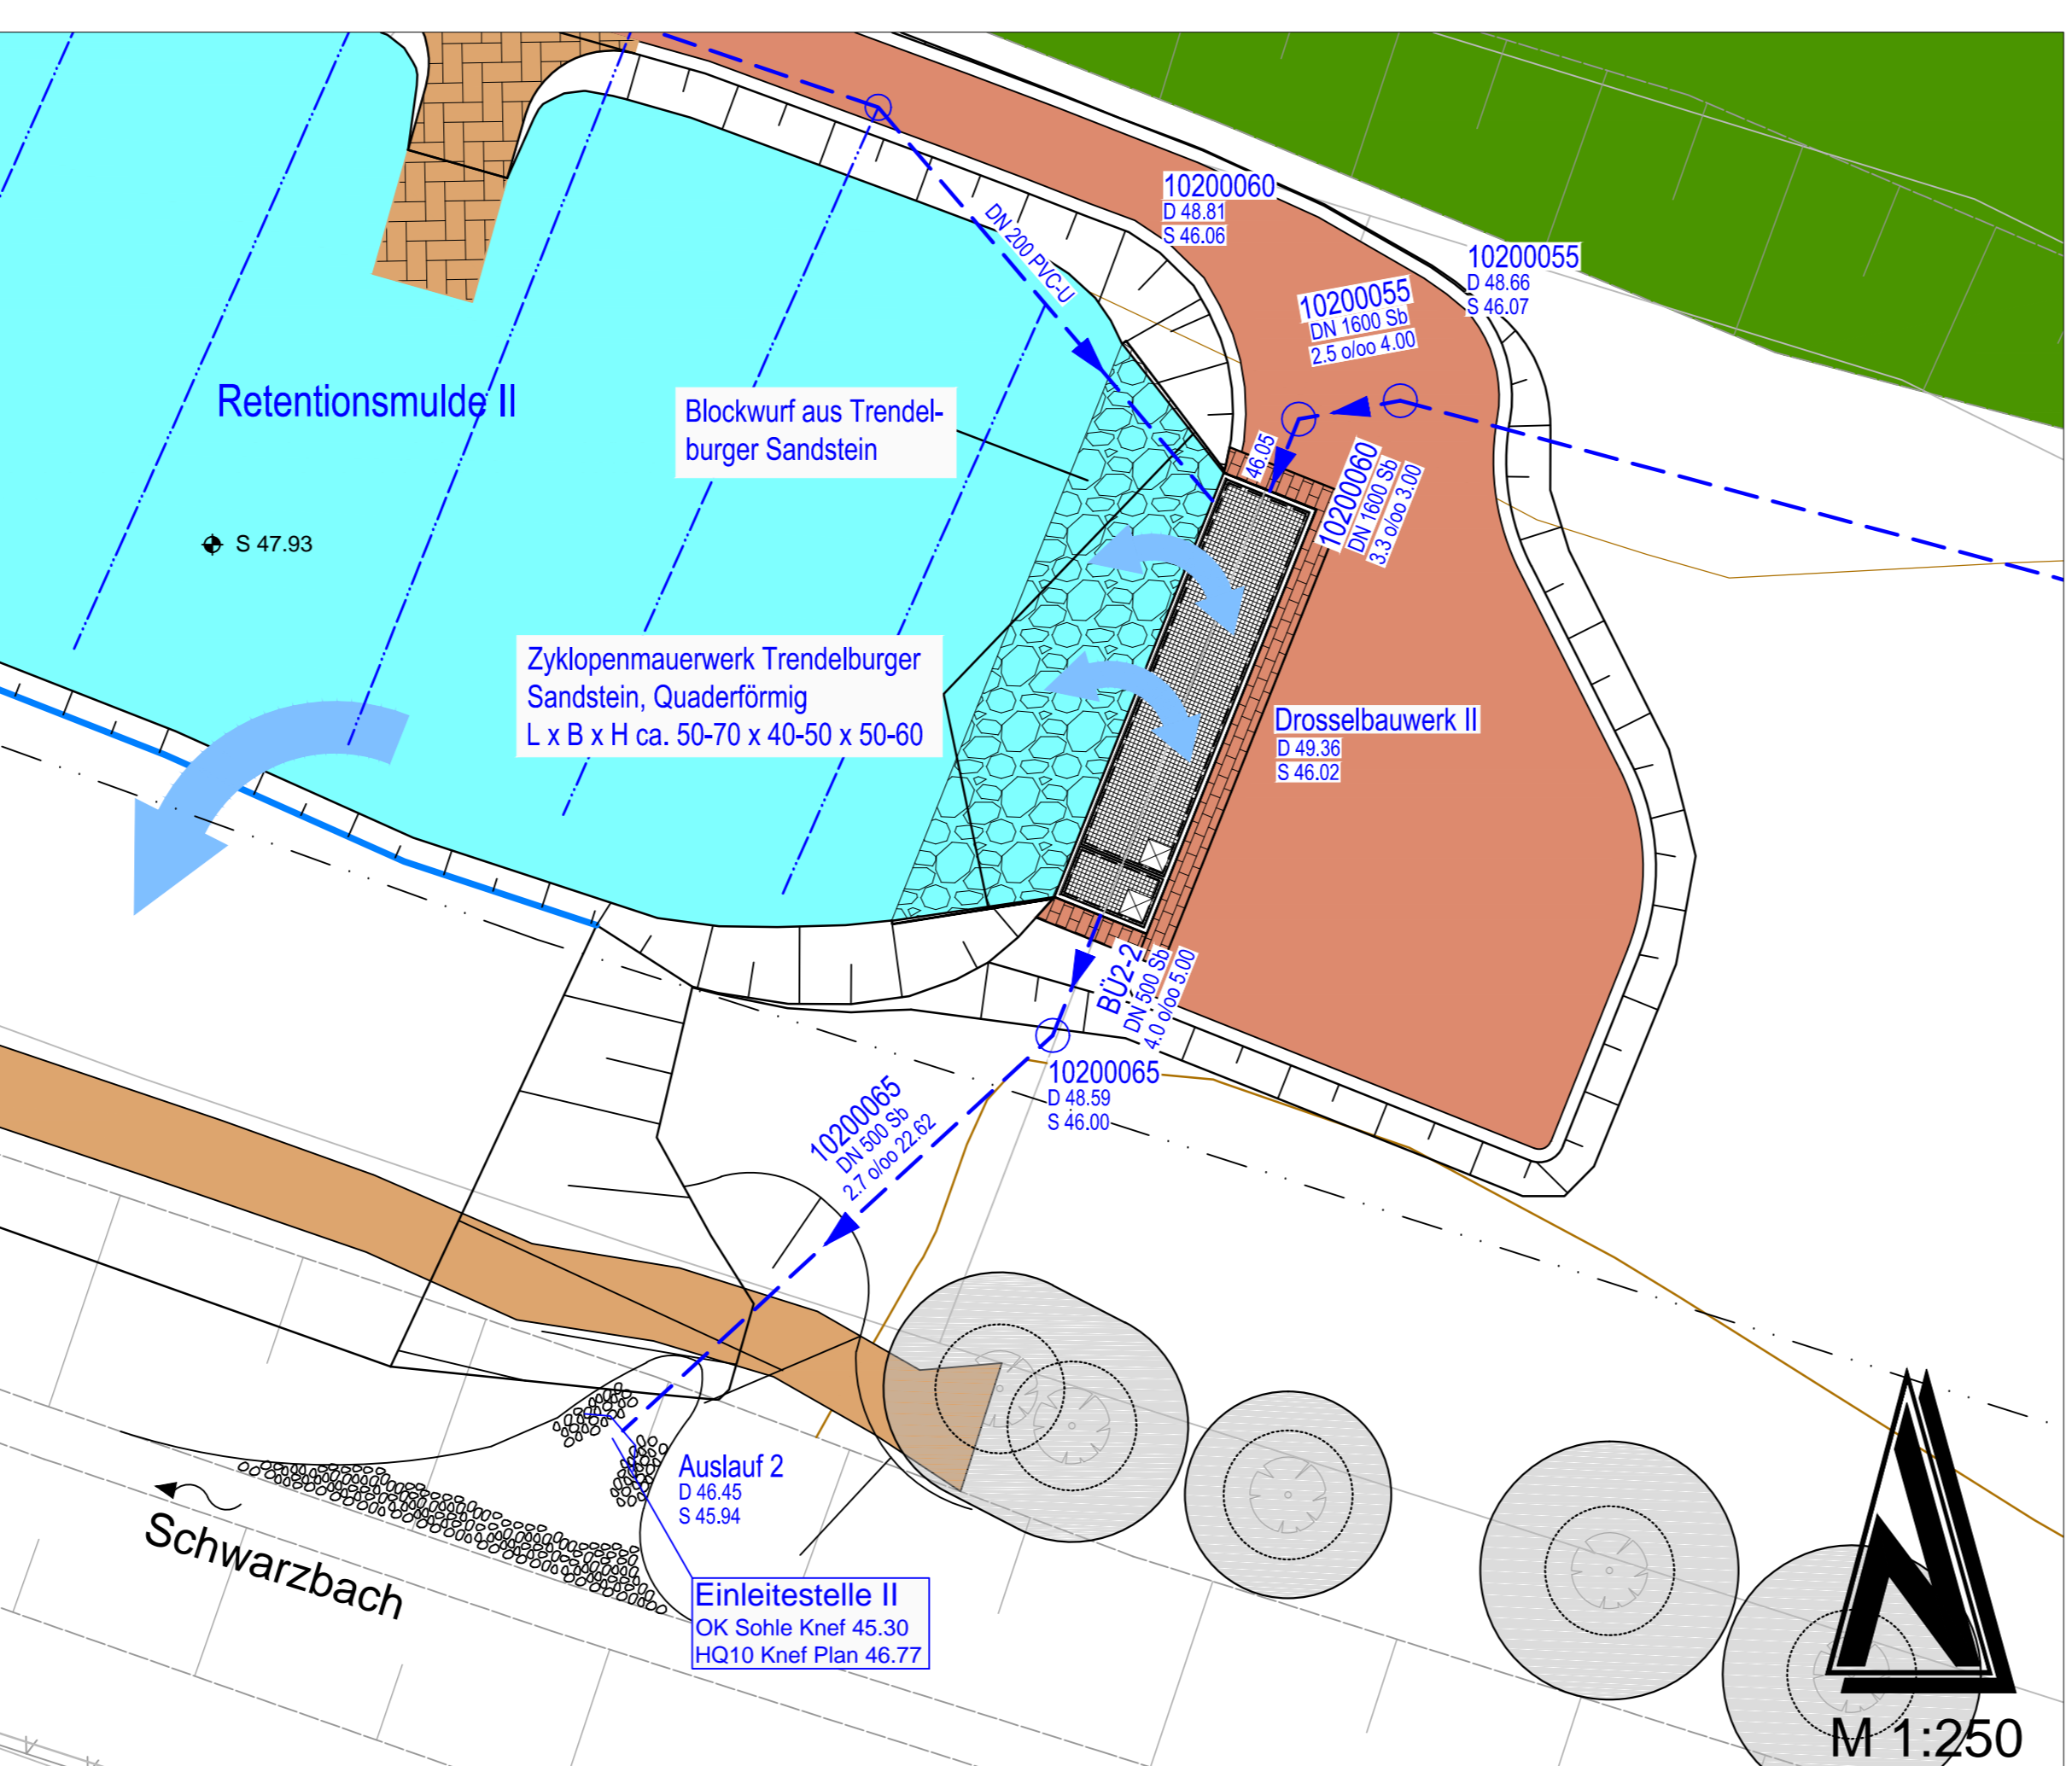 10200060
D 48.81
S 46.06
10200055
D 48.66
S 46.07
DN 200 PVC-U
10200055
DN 1600 Sb
2.5 o/oo 4.00
Retentionsmulde II
Blockwurf aus Trendel-
burger Sandstein
46.05
10200060
DN 1600 Sb
3.3 o/oo 3.00
S 47.93
Zyklopenmauerwerk Trendelburger
Sandstein, Quaderförmig
L x B x H ca. 50-70 x 40-50 x 50-60
Drosselbauwerk II
D 49.36
S 46.02
BÜ2-2
DN 500 Sb
4.0 o/oo 5.00
10200065
D 48.59
S 46.00
10200065
DN 500 Sb
2.7 o/oo 22.62
Auslauf 2
D 46.45
S 45.94
Schwarzbach
Einleitestelle II
OK Sohle Knef 45.30
HQ10 Knef Plan 46.77
N
M 1:250